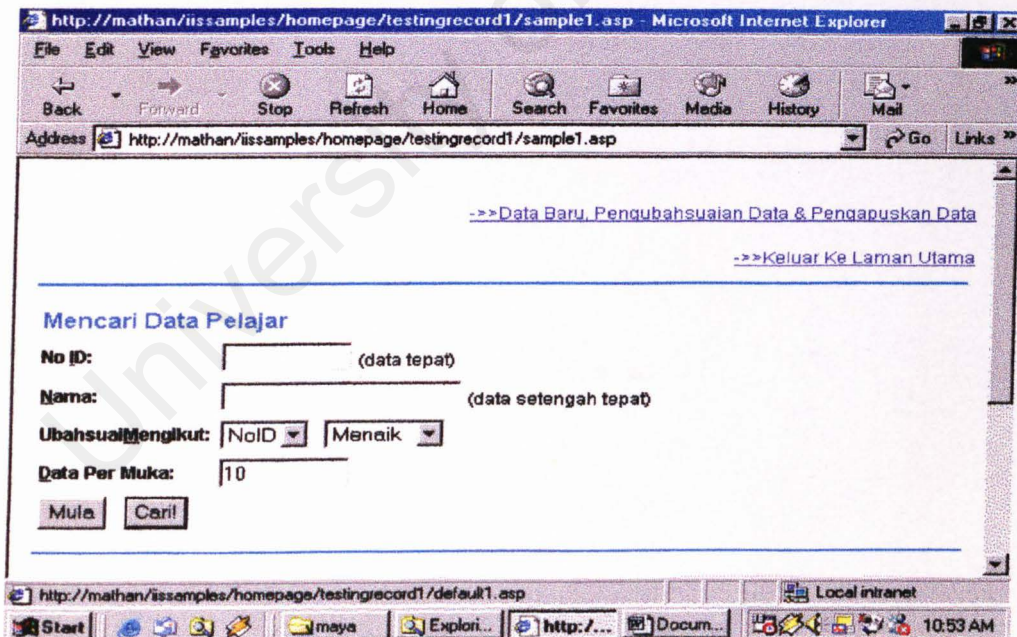 http://mathan/iissamples/homepage/testingrecord1/sample1.asp - Microsoft Internet Explorer
File Edit View Favorites Tools Help
Back Forward Stop Refresh Home Search Favorites Media History Mail
Address http://mathan/iissamples/homepage/testingrecord1/sample1.asp Go Links
->>Data Baru, Pengubahsuaian Data & Pengapuskan Data
->>Keluar Ke Laman Utama
Mencari Data Pelajar
No ID: (data tepat)
Nama: (data setengah tepat)
UbahsuaiMengikut: NoID Menaik
Data Per Muka: 10
Mula Cari!
http://mathan/iissamples/homepage/testingrecord1/default1.asp Local intranet
Start maya Explori... http:/... Docum... 10:53 AM